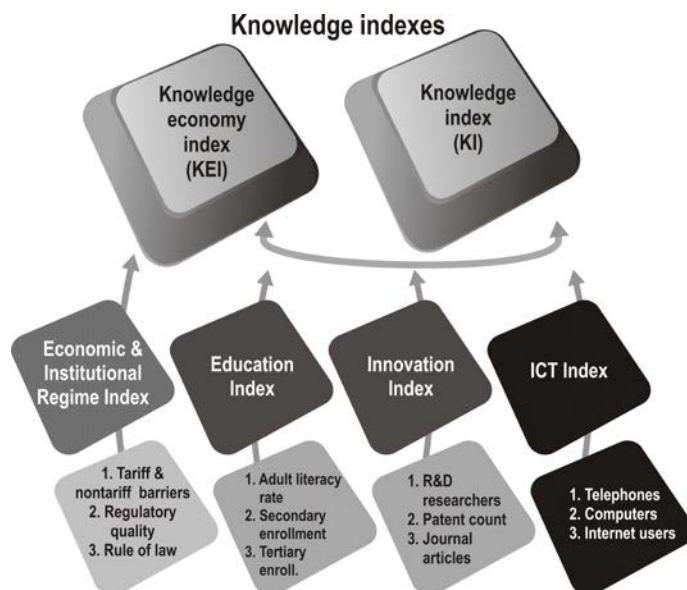 Knowledge indexes
Knowledge
economy
index
(KEI)
Knowledge
index
(KI)
Economic &
Institutional
Regime Index
Education
Index
Innovation
Index
ICT Index
1. Tariff &
nontariff barriers
2. Regulatory
quality
3. Rule of law
1. Adult literacy
rate
2. Secondary
enrollment
3. Tertiary
enroll.
1. R&D
researchers
2. Patent count
3. Journal
articles
1. Telephones
2. Computers
3. Internet users